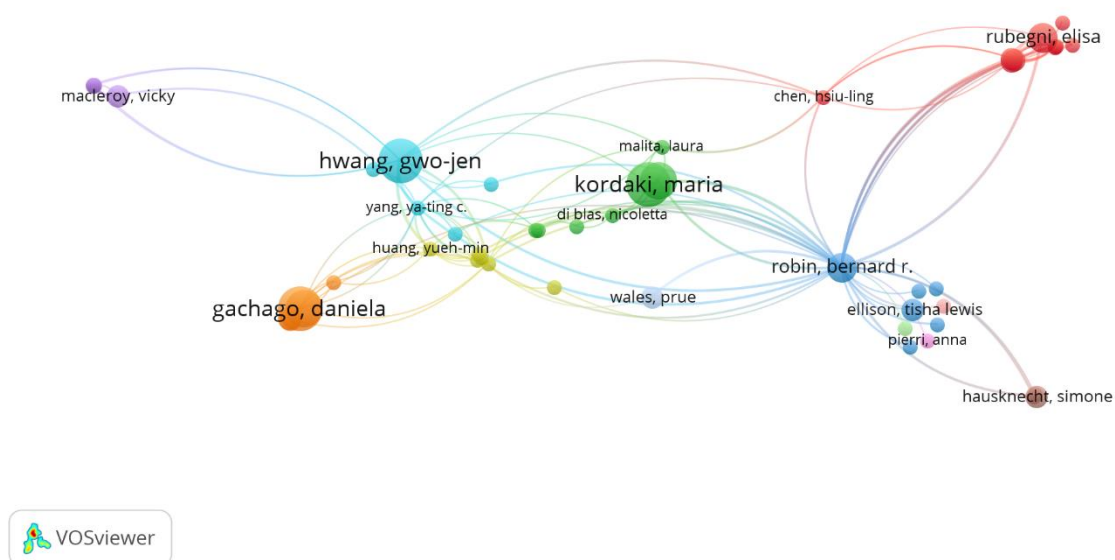 rubegni, elisa
macleroy, vicky
chen, hsiu-ling
malita, laura
hwang, gwo-jen
kordaki, maria
yang, ya-ting c.
di blas, nicoletta
huang, yueh-min
robin, bernard r.
wales, prue
gachago, daniela
ellison, tisha lewis
pierri, anna
hausknecht, simone
VOSviewer